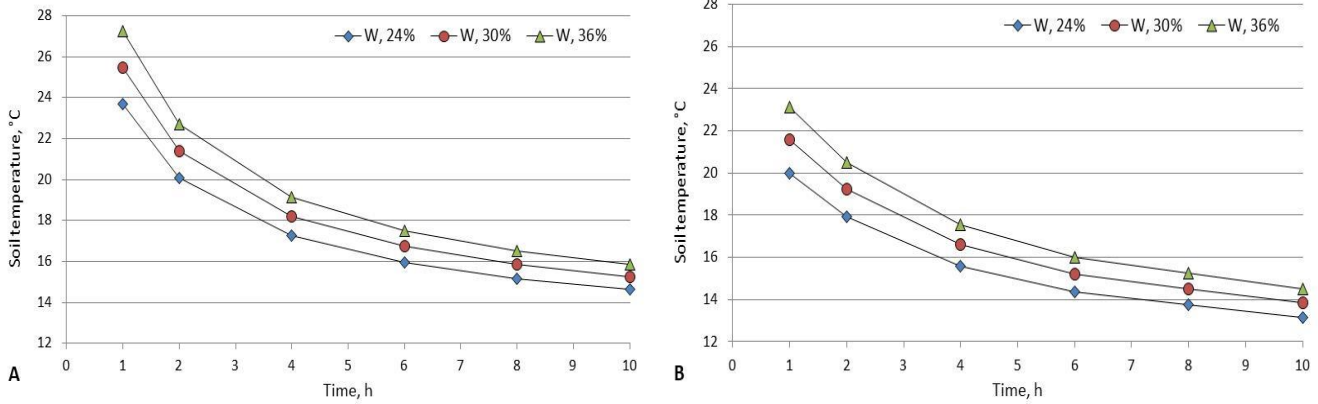 28
26
24
22
20
18
16
14
12
0 1 2 3 4 5 6 7 8 9 10
Soil temperature, °C
Time, h
W, 24% W, 30% W, 36%
A
28
26
24
22
20
18
16
14
12
0 1 2 3 4 5 6 7 8 9 10
Soil temperature, °C
Time, h
W, 24% W, 30% W, 36%
B